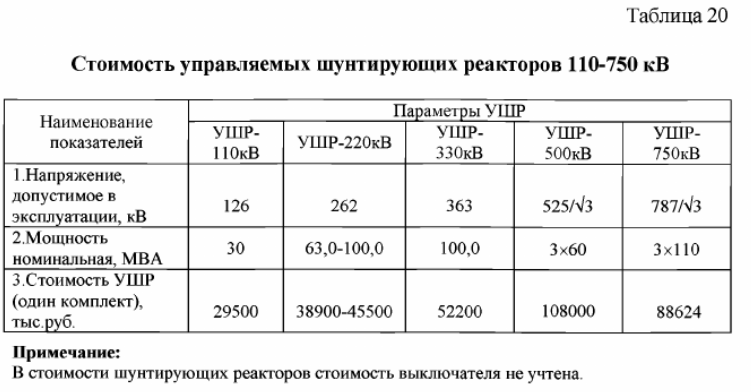 Таблица 20
Стоимость управляемых шунтирующих реакторов 110-750 кВ
Наименование показателей
Параметры УШР
УШР-110кВ
УШР-220кВ
УШР-330кВ
УШР-500кВ
УШР-750кВ
1.Напряжение,
допустимое в
эксплуатации, кВ
126
262
363
525/√3
787/√3
2.Мощность
номинальная, МВА
30
63,0-100,0
100,0
3×60
3×110
3.Стоимость УШР
(один комплект),
тыс.руб.
29500
38900-45500
52200
108000
88624
Примечание:
В стоимости шунтирующих реакторов стоимость выключателя не учтена.